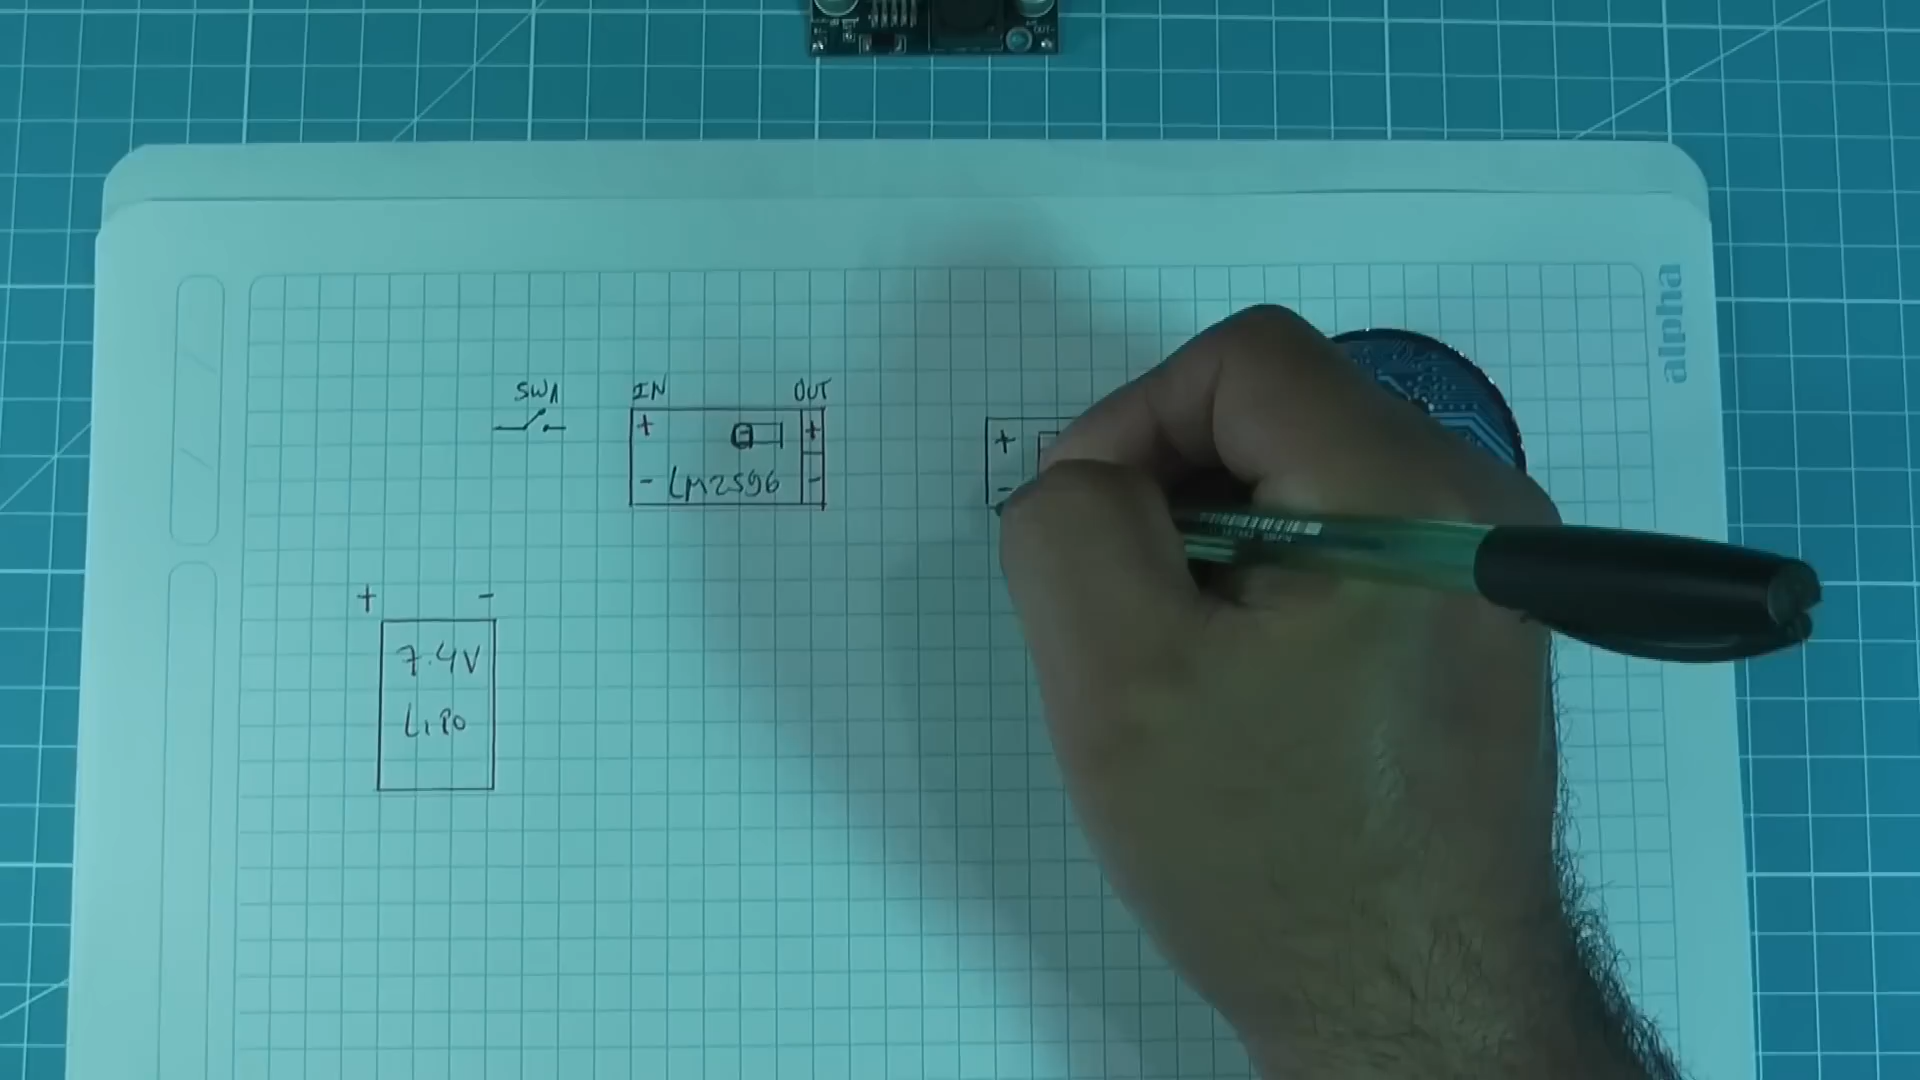 alpha
SW1
IN
OUT
+
+
- LM2596
-
+
-
+ -
7.4V
LiPo